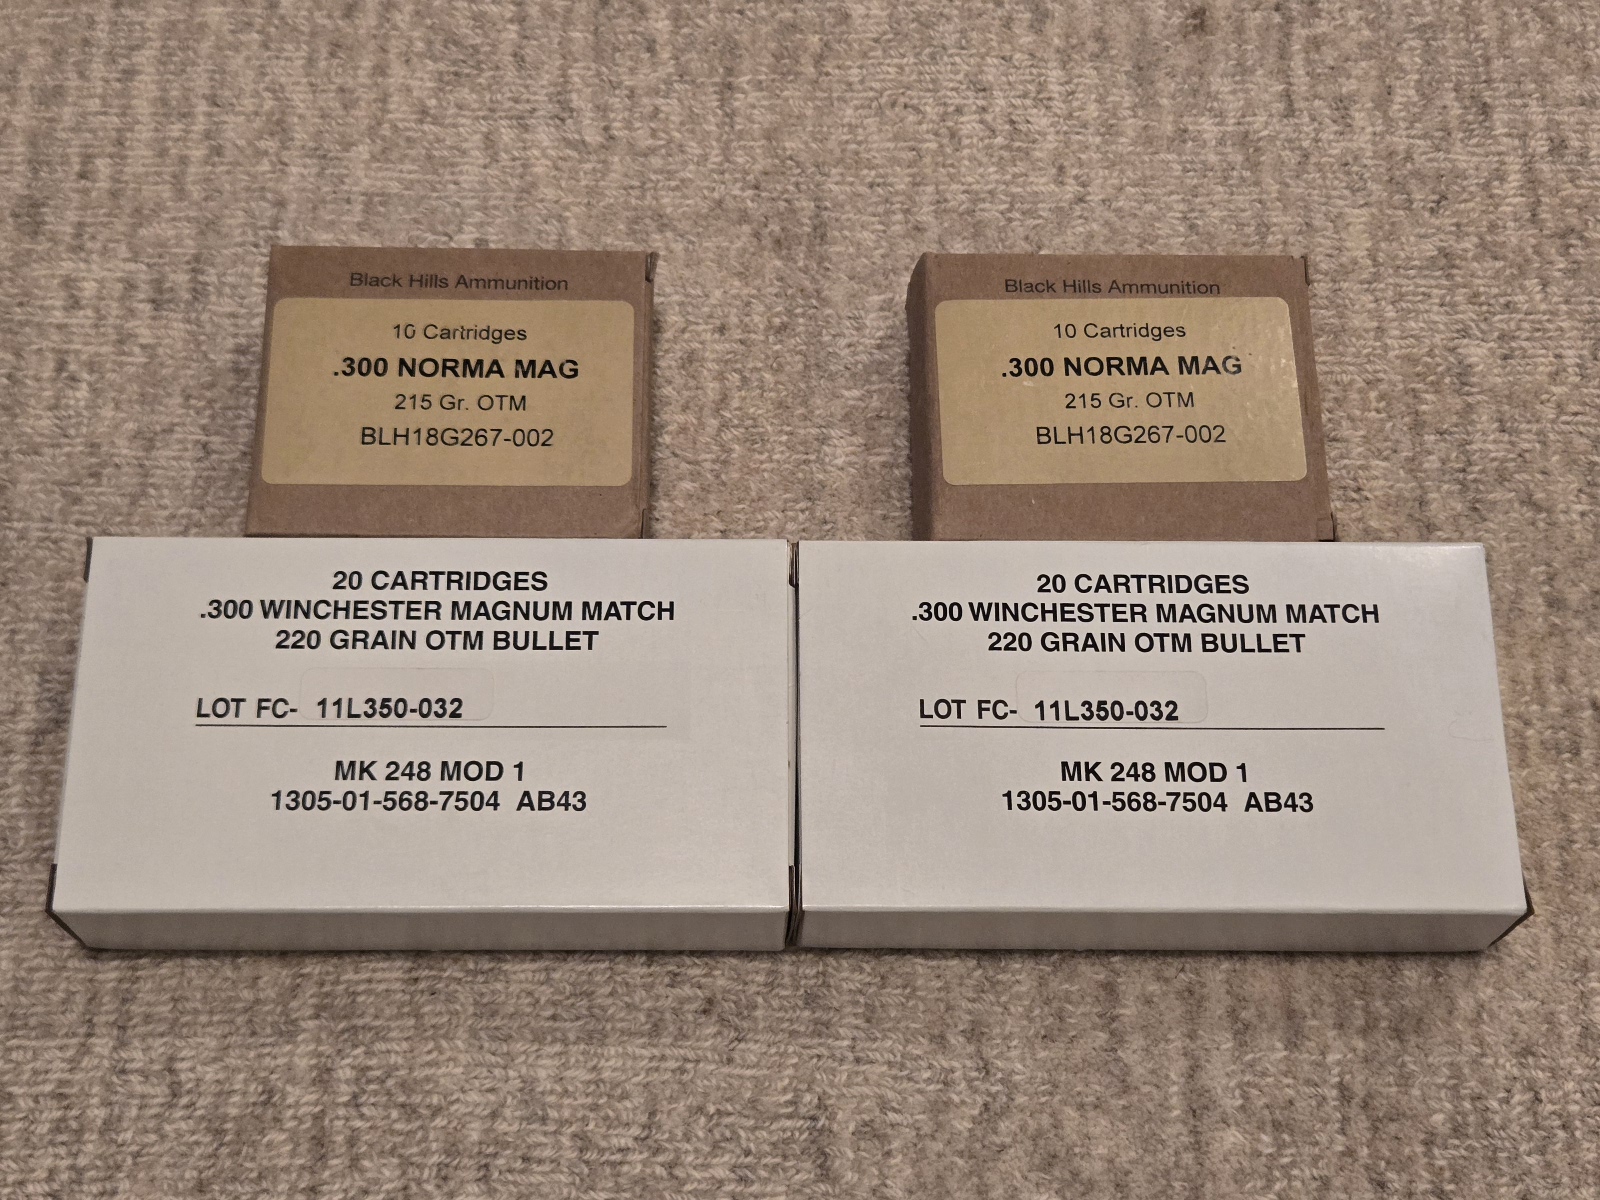 Black Hills Ammunition
10 Cartridges
.300 NORMA MAG
215 Gr. OTM
BLH18G267-002
Black Hills Ammunition
10 Cartridges
.300 NORMA MAG
215 Gr. OTM
BLH18G267-002
20 CARTRIDGES
.300 WINCHESTER MAGNUM MATCH
220 GRAIN OTM BULLET
LOT FC- 11L350-032
MK 248 MOD 1
1305-01-568-7504 AB43
20 CARTRIDGES
.300 WINCHESTER MAGNUM MATCH
220 GRAIN OTM BULLET
LOT FC- 11L350-032
MK 248 MOD 1
1305-01-568-7504 AB43